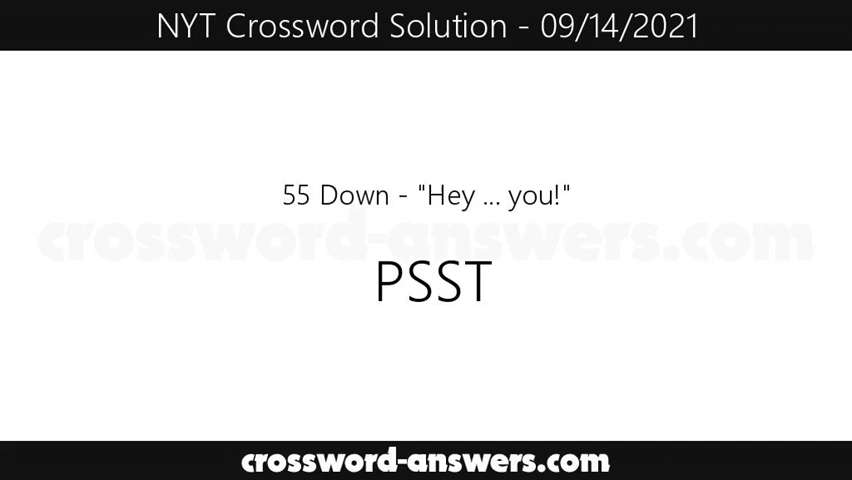 NYT Crossword Solution - 09/14/2021
55 Down - "Hey ... you!"
crossword-answers.com
PSST
crossword-answers.com